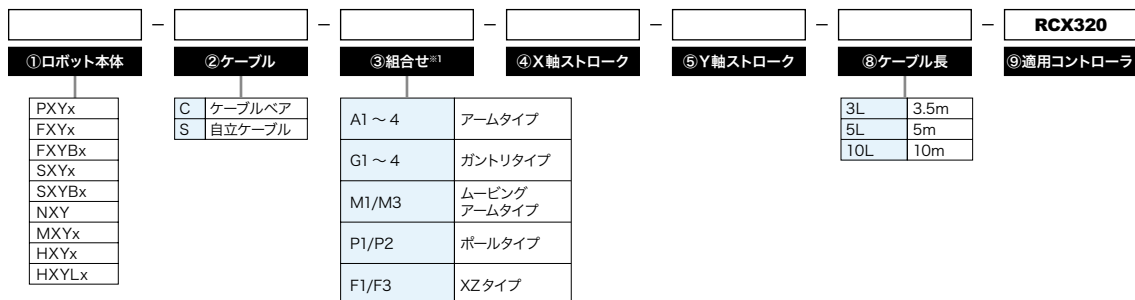 − − − − − − RCX320
①ロボット本体 ②ケーブル ③組合せ※1 ④X軸ストローク ⑤Y軸ストローク ⑧ケーブル長 ⑨適用コントローラ
PXYx
FXYx
FXYBx
SXYx
SXYBx
NXY
MXYx
HXYx
HXYLx
C ケーブルベア
S 自立ケーブル
A1～4 アームタイプ
G1～4 ガントリタイプ
M1/M3 ムービング
アームタイプ
P1/P2 ポールタイプ
F1/F3 XZタイプ
3L 3.5m
5L 5m
10L 10m